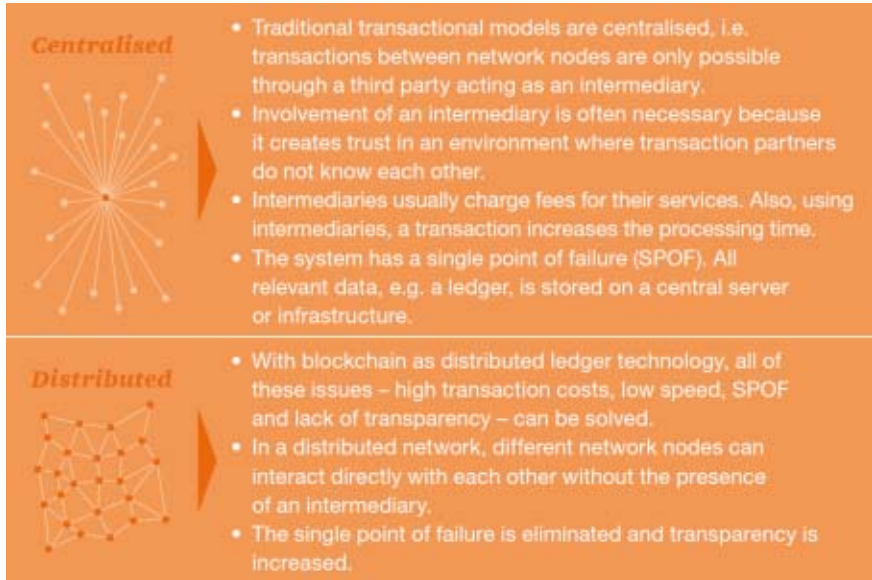 Centralised
• Traditional transactional models are centralised, i.e.
transactions between network nodes are only possible
through a third party acting as an intermediary.
• Involvement of an intermediary is often necessary because
it creates trust in an environment where transaction partners
do not know each other.
• Intermediaries usually charge fees for their services. Also, using
intermediaries, a transaction increases the processing time.
• The system has a single point of failure (SPOF). All
relevant data, e.g. a ledger, is stored on a central server
or infrastructure.
Distributed
• With blockchain as distributed ledger technology, all of
these issues – high transaction costs, low speed, SPOF
and lack of transparency – can be solved.
• In a distributed network, different network nodes can
interact directly with each other without the presence
of an intermediary.
• The single point of failure is eliminated and transparency is
increased.